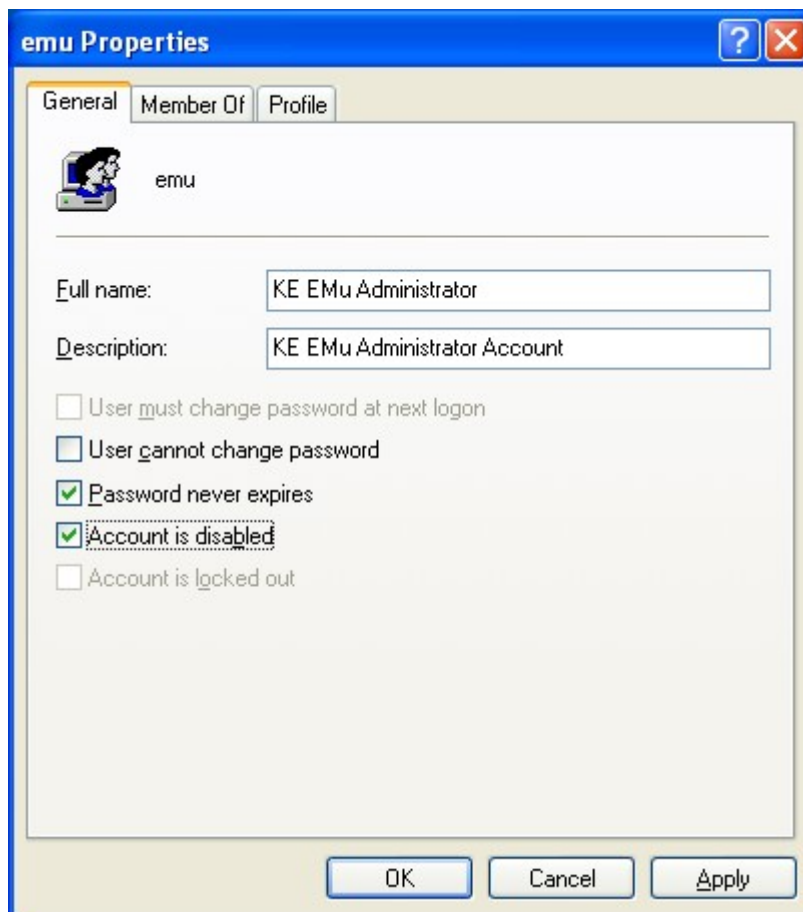 emu Properties
General Member Of Profile
emu
Full name: KE EMu Administrator
Description: KE EMu Administrator Account
User must change password at next logon
User cannot change password
Password never expires
Account is disabled
Account is locked out
OK Cancel Apply